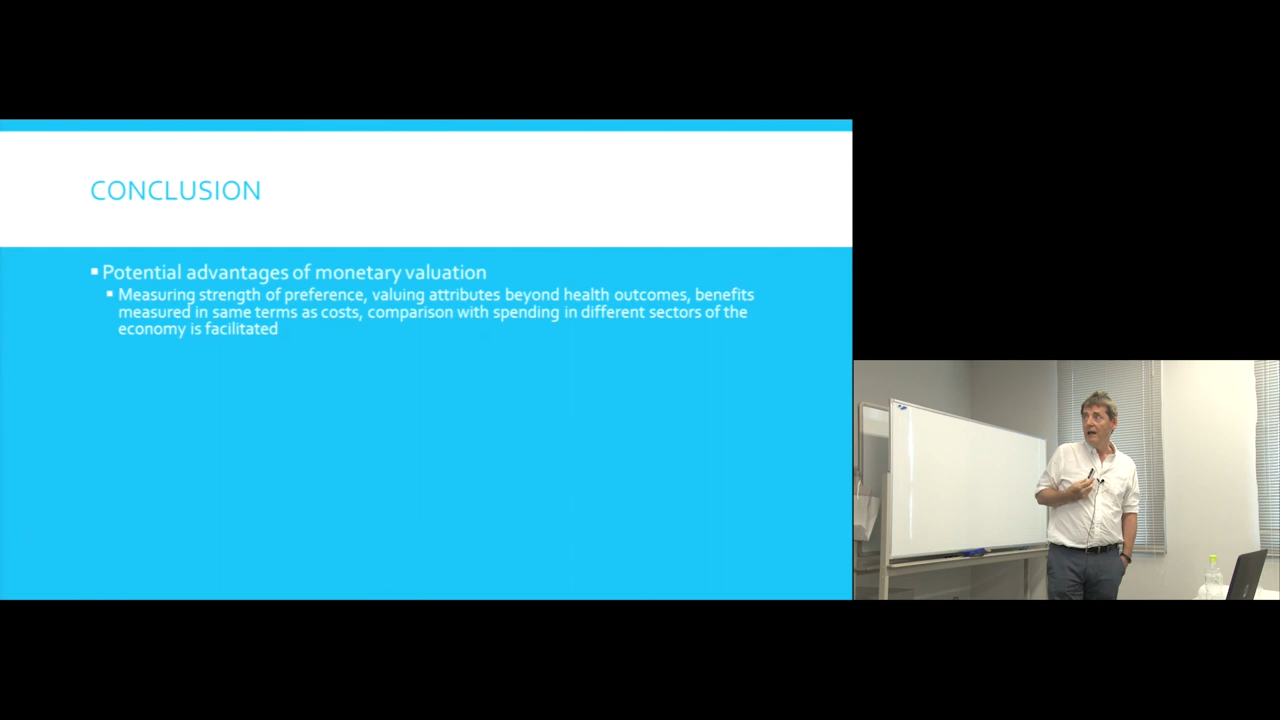 CONCLUSION
Potential advantages of monetary valuation
Measuring strength of preference, valuing attributes beyond health outcomes, benefits
measured in same terms as costs, comparison with spending in different sectors of the
economy is facilitated